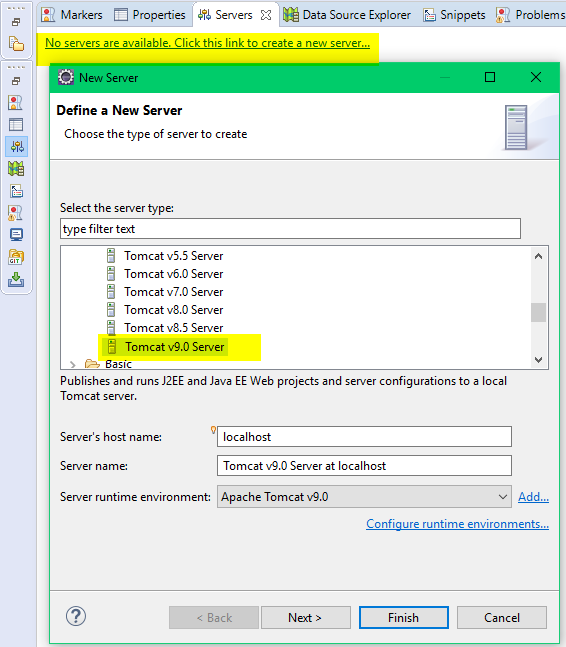 Markers Properties Servers Data Source Explorer Snippets Problems
No servers are available. Click this link to create a new server...
New Server
Define a New Server
Choose the type of server to create
Select the server type:
type filter text
Tomcat v5.5 Server
Tomcat v6.0 Server
Tomcat v7.0 Server
Tomcat v8.0 Server
Tomcat v8.5 Server
Tomcat v9.0 Server
Basic
Publishes and runs J2EE and Java EE Web projects and server configurations to a local
Tomcat server.
Server's host name: localhost
Server name: Tomcat v9.0 Server at localhost
Server runtime environment: Apache Tomcat v9.0 Add...
Configure runtime environments...
GIT
? < Back Next > Finish Cancel